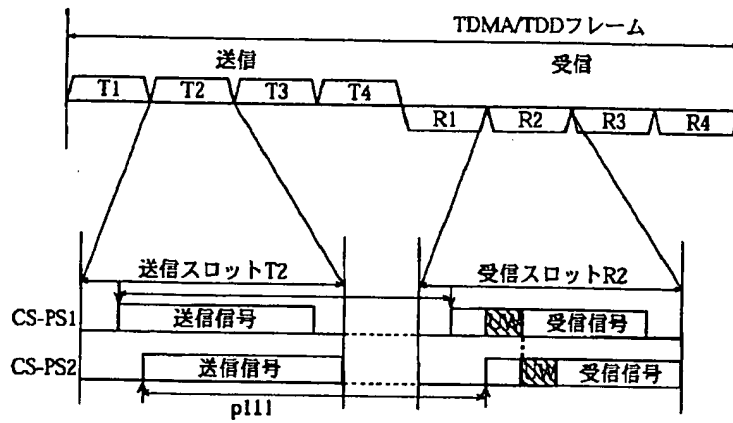 TDMA/TDDフレーム
送信 受信
T1 T2 T3 T4
R1 R2 R3 R4
送信スロットT2 受信スロットR2
CS-PS1 送信信号 UW 受信信号
CS-PS2 送信信号 UW 受信信号
p111